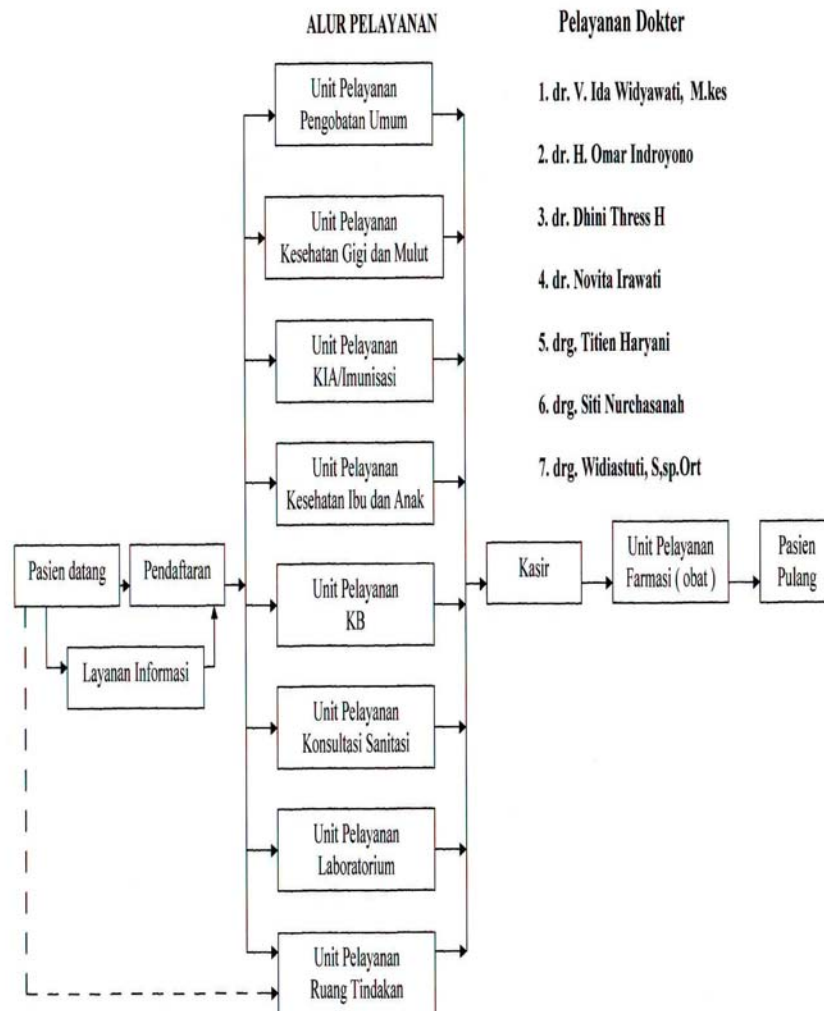 ALUR PELAYANAN
Pelayanan Dokter
Unit Pelayanan
Pengobatan Umum
Unit Pelayanan
Kesehatan Gigi dan Mulut
Unit Pelayanan
KIA/Imunisasi
Unit Pelayanan
Kesehatan Ibu dan Anak
Unit Pelayanan
KB
Unit Pelayanan
Konsultasi Sanitasi
Unit Pelayanan
Laboratorium
Unit Pelayanan
Ruang Tindakan
1. dr. V. Ida Widyawati, M.kes
2. dr. H. Omar Indroyono
3. dr. Dhini Thress H
4. dr. Novita Irawati
5. drg. Titien Haryani
6. drg. Siti Nurchasanah
7. drg. Widiastuti, S,sp.Ort
Pasien datang
Pendaftaran
Layanan Informasi
Kasir
Unit Pelayanan
Farmasi ( obat )
Pasien
Pulang